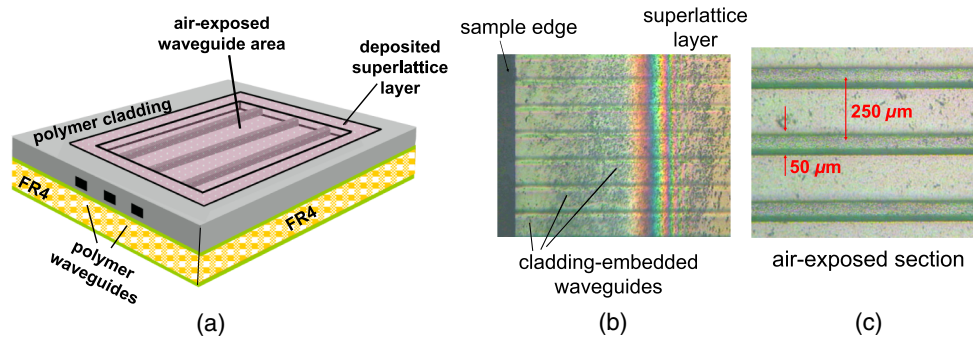 air-exposed
waveguide area
deposited
superlattice
layer
polymer cladding
FR4
FR4
polymer
waveguides
(a)
sample edge
superlattice
layer
cladding-embedded
waveguides
(b)
250 µm
50 µm
air-exposed section
(c)